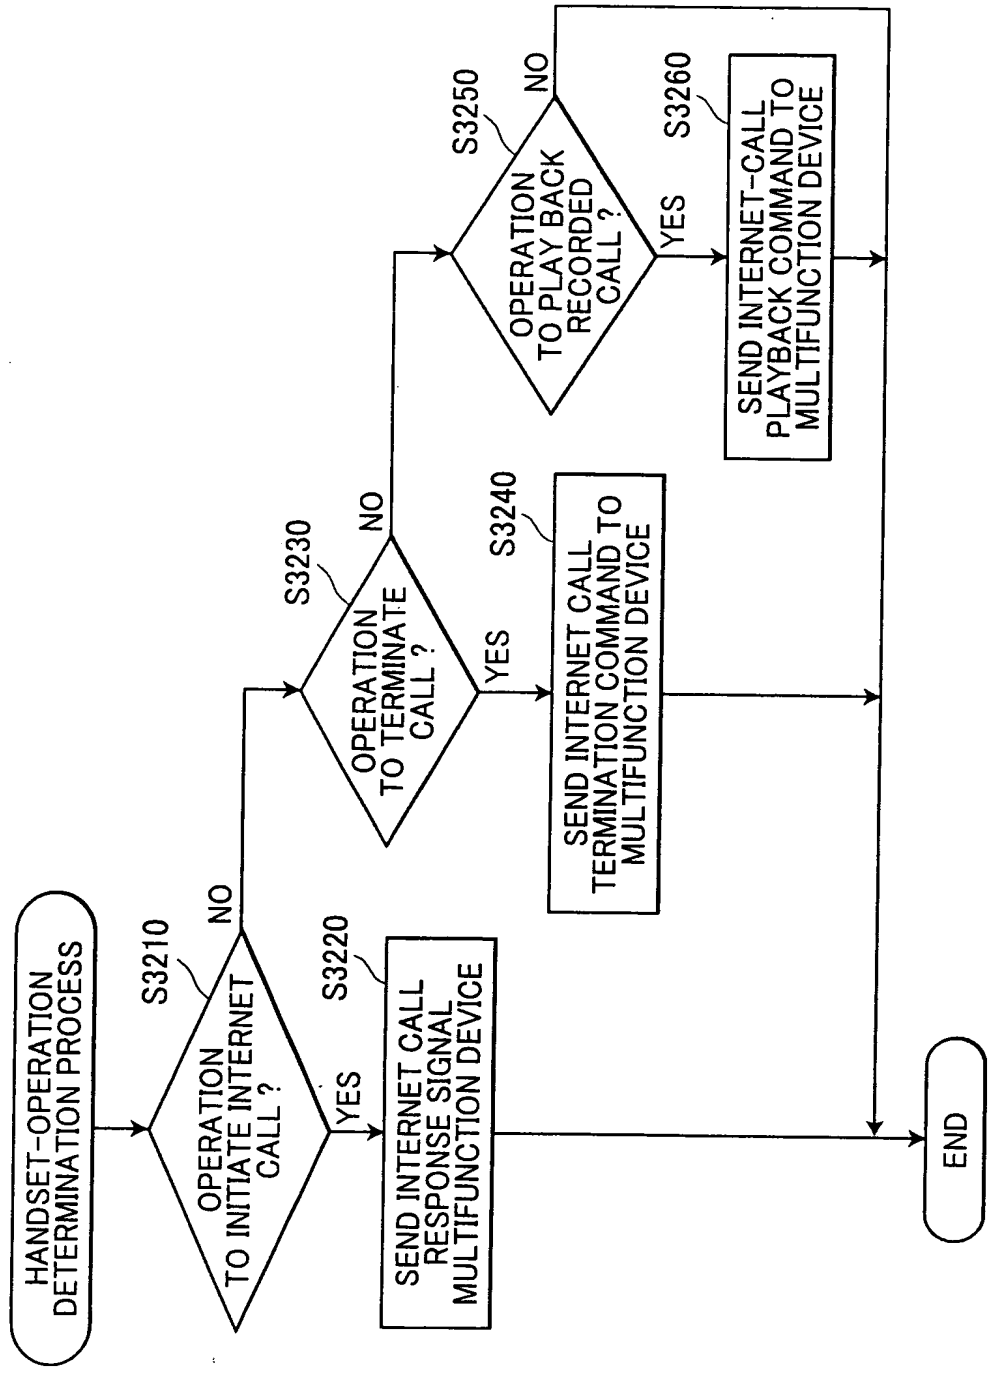 HANDSET-OPERATION
DETERMINATION PROCESS
S3210
OPERATION
TO INITIATE INTERNET
CALL ?
NO
YES
S3220
SEND INTERNET CALL
RESPONSE SIGNAL
MULTIFUNCTION DEVICE
S3230
OPERATION
TO TERMINATE
CALL ?
NO
YES
S3240
SEND INTERNET CALL
TERMINATION COMMAND TO
MULTIFUNCTION DEVICE
S3250
OPERATION
TO PLAY BACK
RECORDED
CALL ?
NO
YES
S3260
SEND INTERNET-CALL
PLAYBACK COMMAND TO
MULTIFUNCTION DEVICE
END